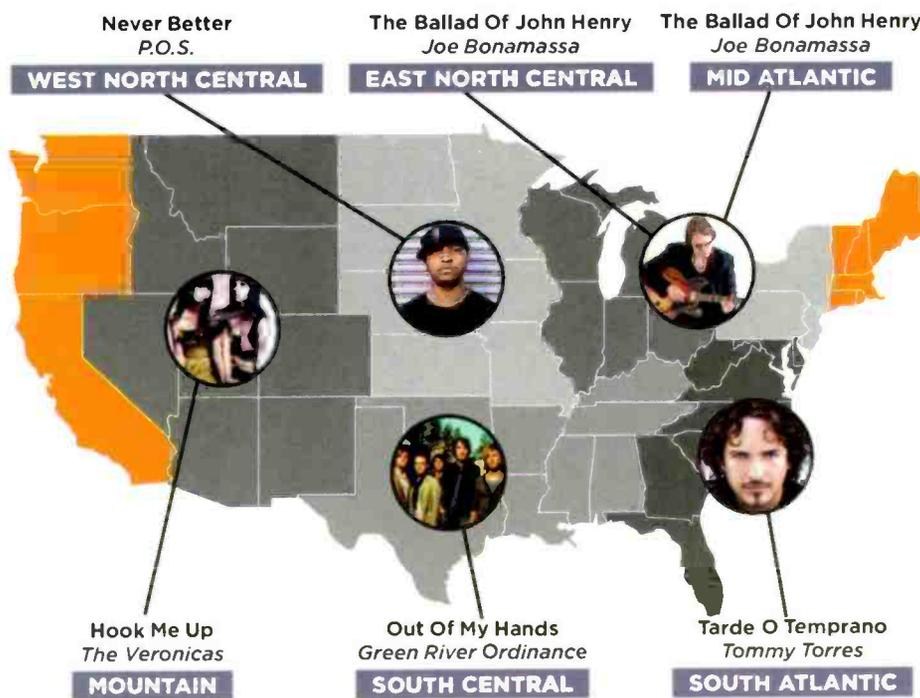 Never Better
P.O.S.
WEST NORTH CENTRAL
The Ballad Of John Henry
Joe Bonamassa
EAST NORTH CENTRAL
The Ballad Of John Henry
Joe Bonamassa
MID ATLANTIC
Hook Me Up
The Veronicas
MOUNTAIN
Out Of My Hands
Green River Ordinance
SOUTH CENTRAL
Tarde O Temprano
Tommy Torres
SOUTH ATLANTIC